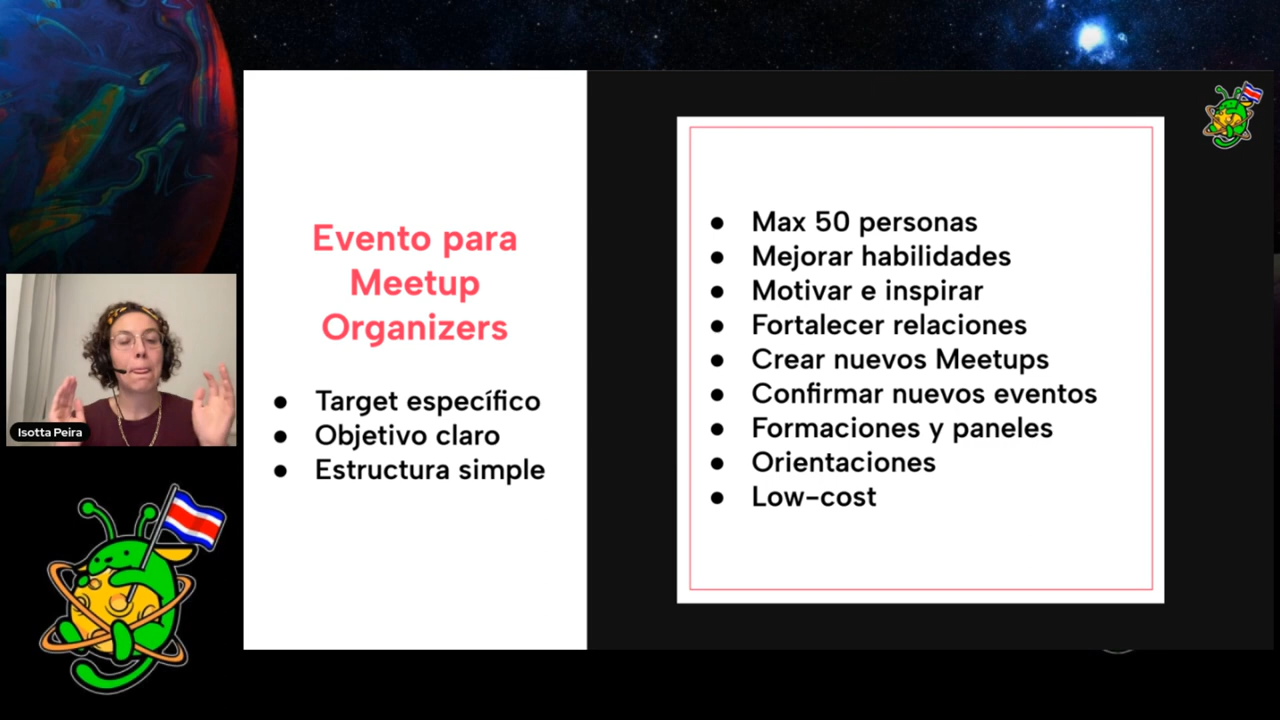 Evento para
Meetup
Organizers
● Target específico
● Objetivo claro
● Estructura simple
● Max 50 personas
● Mejorar habilidades
● Motivar e inspirar
● Fortalecer relaciones
● Crear nuevos Meetups
● Confirmar nuevos eventos
● Formaciones y paneles
● Orientaciones
● Low-cost
Isotta Peira